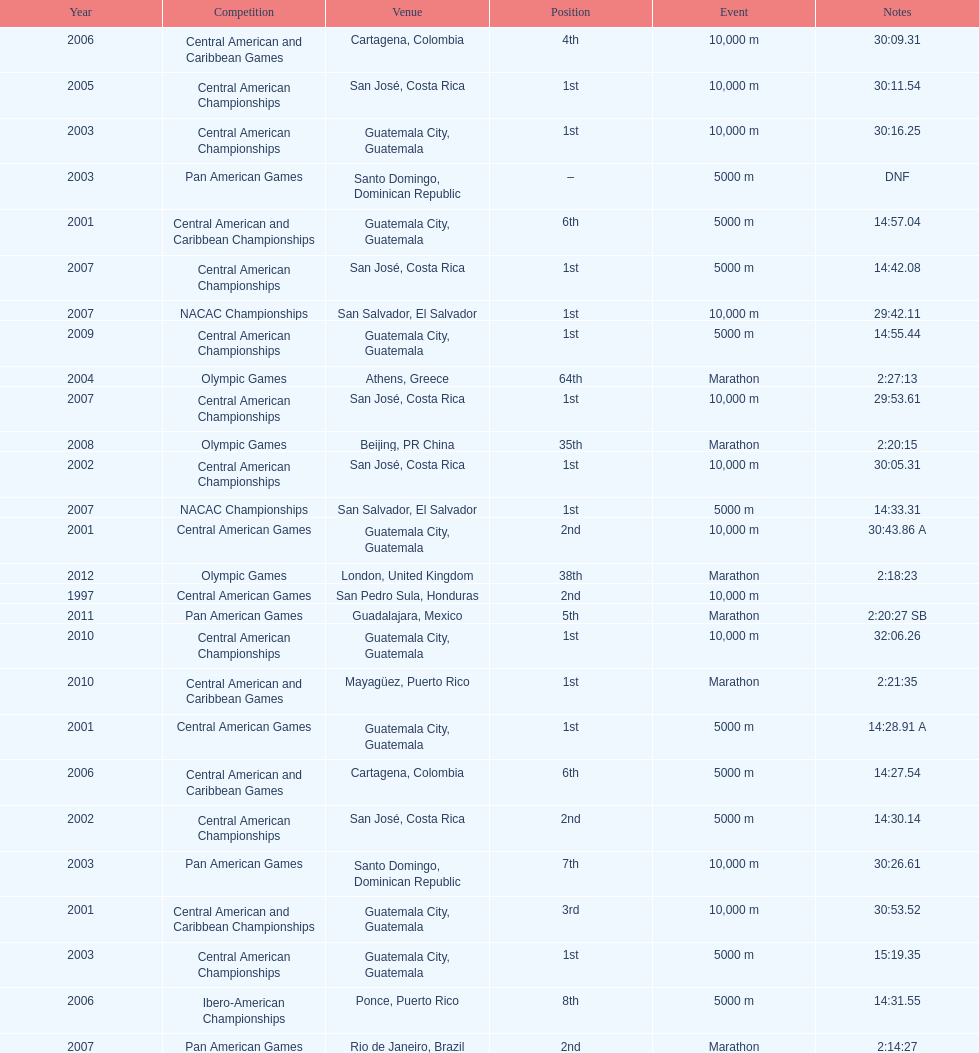 Year Competition Venue Position Event Notes
2006 Central American and Caribbean Games Cartagena, Colombia 4th 10,000 m 30:09.31
2005 Central American Championships San José, Costa Rica 1st 10,000 m 30:11.54
2003 Central American Championships Guatemala City, Guatemala 1st 10,000 m 30:16.25
2003 Pan American Games Santo Domingo, Dominican Republic – 5000 m DNF
2001 Central American and Caribbean Championships Guatemala City, Guatemala 6th 5000 m 14:57.04
2007 Central American Championships San José, Costa Rica 1st 5000 m 14:42.08
2007 NACAC Championships San Salvador, El Salvador 1st 10,000 m 29:42.11
2009 Central American Championships Guatemala City, Guatemala 1st 5000 m 14:55.44
2004 Olympic Games Athens, Greece 64th Marathon 2:27:13
2007 Central American Championships San José, Costa Rica 1st 10,000 m 29:53.61
2008 Olympic Games Beijing, PR China 35th Marathon 2:20:15
2002 Central American Championships San José, Costa Rica 1st 10,000 m 30:05.31
2007 NACAC Championships San Salvador, El Salvador 1st 5000 m 14:33.31
2001 Central American Games Guatemala City, Guatemala 2nd 10,000 m 30:43.86 A
2012 Olympic Games London, United Kingdom 38th Marathon 2:18:23
1997 Central American Games San Pedro Sula, Honduras 2nd 10,000 m
2011 Pan American Games Guadalajara, Mexico 5th Marathon 2:20:27 SB
2010 Central American Championships Guatemala City, Guatemala 1st 10,000 m 32:06.26
2010 Central American and Caribbean Games Mayagüez, Puerto Rico 1st Marathon 2:21:35
2001 Central American Games Guatemala City, Guatemala 1st 5000 m 14:28.91 A
2006 Central American and Caribbean Games Cartagena, Colombia 6th 5000 m 14:27.54
2002 Central American Championships San José, Costa Rica 2nd 5000 m 14:30.14
2003 Pan American Games Santo Domingo, Dominican Republic 7th 10,000 m 30:26.61
2001 Central American and Caribbean Championships Guatemala City, Guatemala 3rd 10,000 m 30:53.52
2003 Central American Championships Guatemala City, Guatemala 1st 5000 m 15:19.35
2006 Ibero-American Championships Ponce, Puerto Rico 8th 5000 m 14:31.55
2007 Pan American Games Rio de Janeiro, Brazil 2nd Marathon 2:14:27